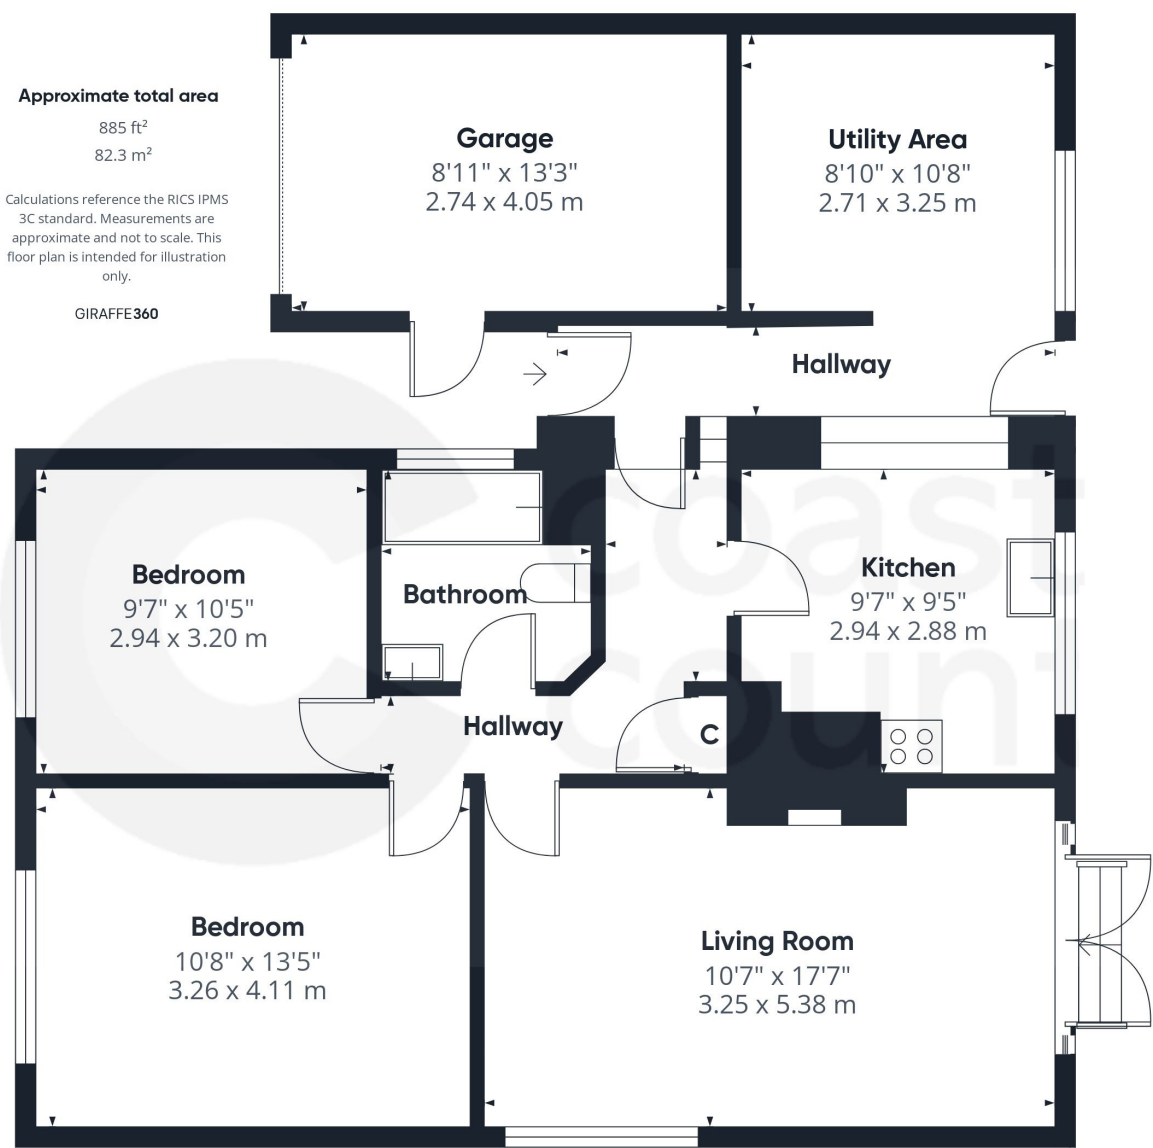 Approximate total area
885 ft²
82.3 m²
Calculations reference the RICS IPMS
3C standard. Measurements are
approximate and not to scale. This
floor plan is intended for illustration
only.
GIRAFFE360
Garage
8'11" x 13'3"
2.74 x 4.05 m
Utility Area
8'10" x 10'8"
2.71 x 3.25 m
Hallway
Bedroom
9'7" x 10'5"
2.94 x 3.20 m
Bathroom
Kitchen
9'7" x 9'5"
2.94 x 2.88 m
Hallway
C
Bedroom
10'8" x 13'5"
3.26 x 4.11 m
Living Room
10'7" x 17'7"
3.25 x 5.38 m
coast
count